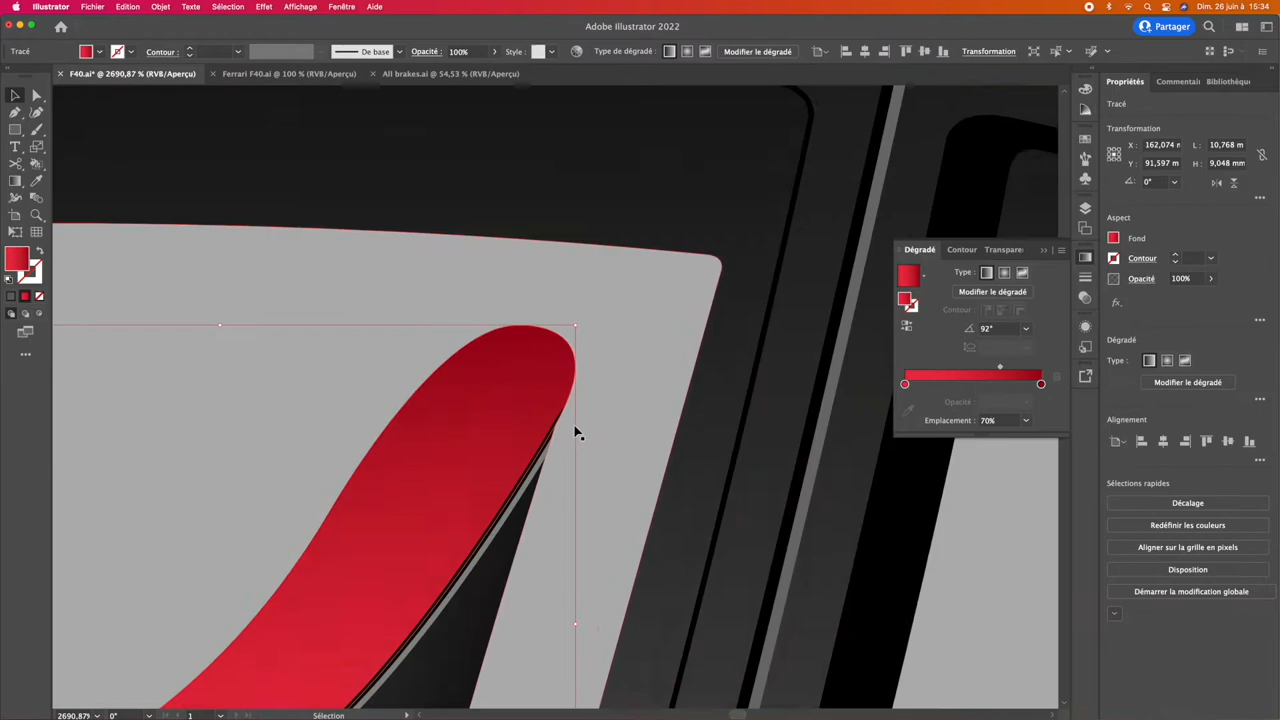 Illustrator Fichier Edition Objet Texte Sélection Effet Affichage Fenêtre Aide
Dim. 26 juin à 15:34
Adobe Illustrator 2022
Partager
Tracé
Contour :
De base
Opacité : 100%
Style :
Type de dégradé :
Modifier le dégradé
Transformation
F40.ai* @ 2690,87 % (RVB/Aperçu)
Ferrari F40.ai @ 100 % (RVB/Aperçu)
All brakes.ai @ 54,53 % (RVB/Aperçu)
Propriétés
Commentai
Bibliothèqu
Tracé
Transformation
X : 162,074 r
L : 10,768 m
Y : 91,597 m
H : 9,048 mm
0°
Aspect
Fond
Contour
Opacité 100%
fx.
Dégradé
Type :
Modifier le dégradé
Alignement
Sélections rapides
Décalage
Redéfinir les couleurs
Aligner sur la grille en pixels
Disposition
Démarrer la modification globale
Dégradé
Contour
Transpare
Type :
Modifier le dégradé
Contour :
92°
Opacité :
Emplacement : 70%
2690,879
0°
1
Sélection